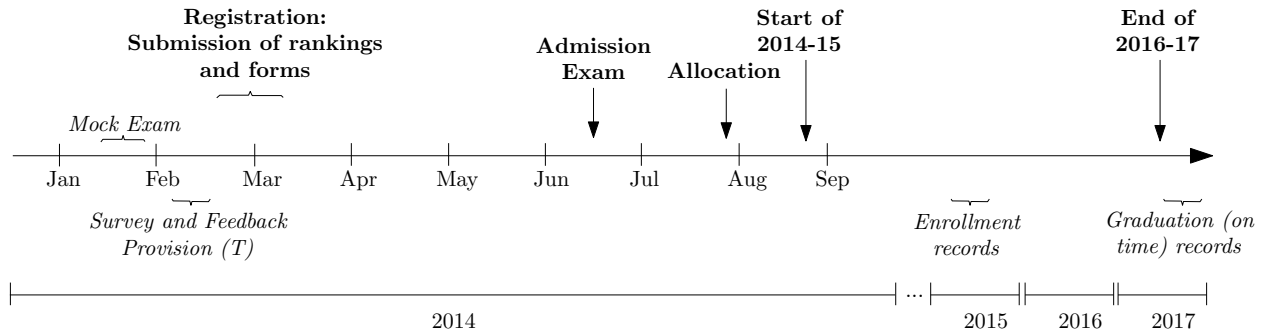 Registration:
Submission of rankings
and forms
Start of
2014-15
End of
2016-17
Admission
Exam
Allocation
Mock Exam
Jan
Feb
Mar
Apr
May
Jun
Jul
Aug
Sep
Survey and Feedback
Provision (T)
Enrollment
records
Graduation (on
time) records
...
2014
2015
2016
2017